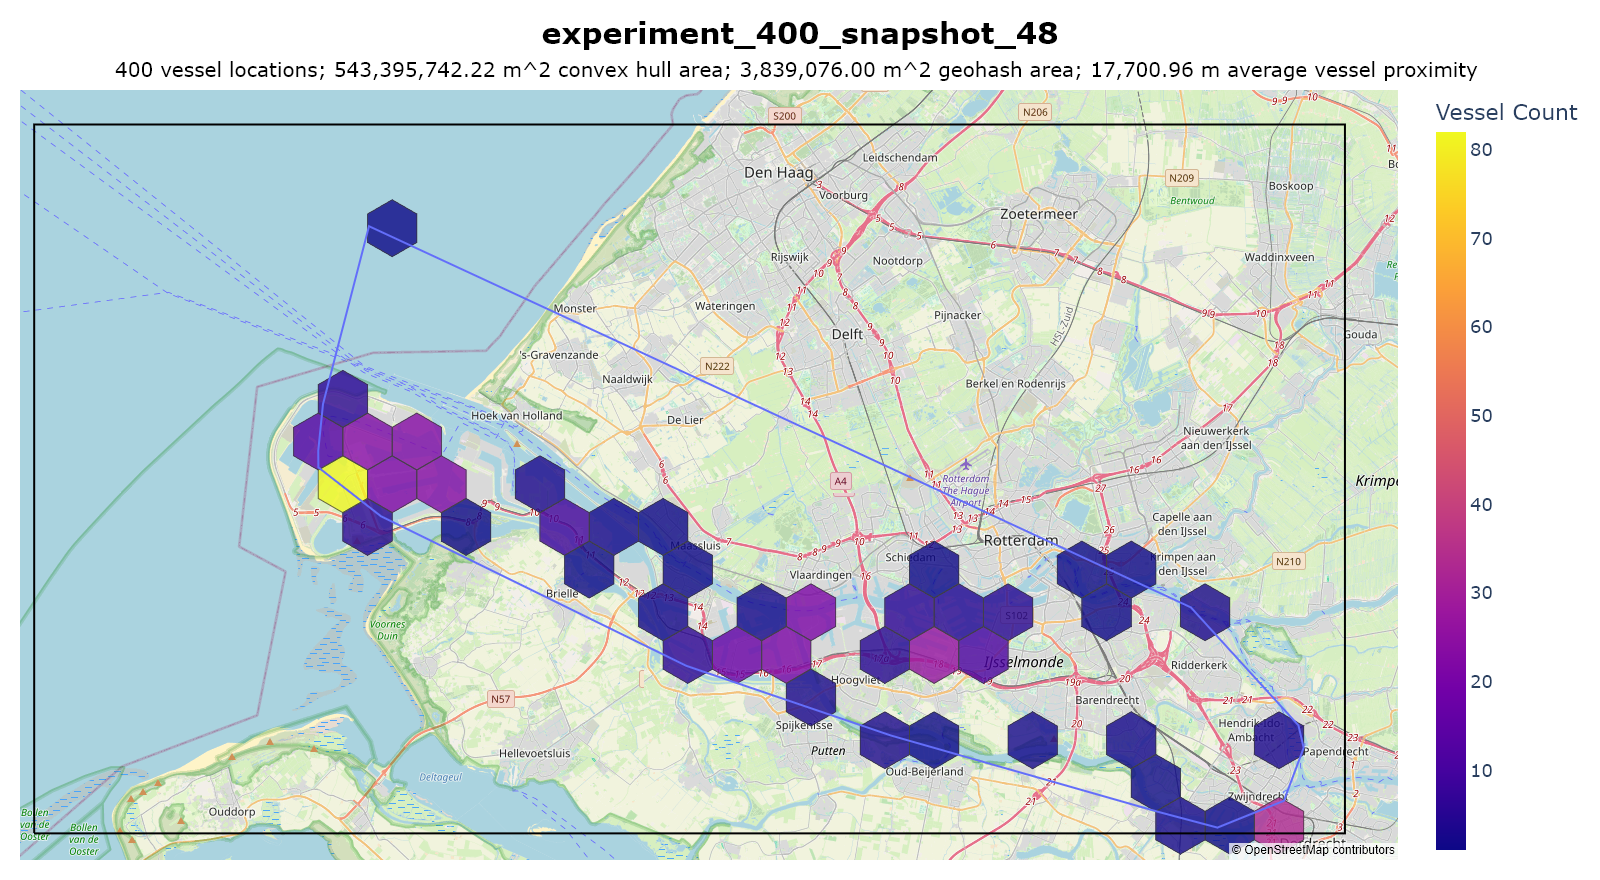 experiment_400_snapshot_48
400 vessel locations; 543,395,742.22 m^2 convex hull area; 3,839,076.00 m^2 geohash area; 17,700.96 m average vessel proximity
Vessel Count
80
70
60
50
40
30
20
10
S200
N206
Leidschendam
Den Haag
Voorburg
N209
Boskoop
Bentwoud
Zoetermeer
Rijswijk
Nootdorp
Waddinxveen
Monster
Wateringen
Pijnacker
HSL-Zuid
Delft
Gouda
's-Gravenzande
N222
Naaldwijk
Berkel en Rodenrijs
Hoek van Holland
De Lier
Nieuwerkerk
aan den IJssel
A4
Rotterdam
The Hague
Airport
Krimpe
Capelle aan
den IJssel
Maassluis
Schiedam
Rotterdam
Krimpen aan
den IJssel
N210
Vlaardingen
Brielle
S102
Voornes
Duin
IJsselmonde
Ridderkerk
Hoogvliet
N57
Barendrecht
Spijkenisse
Hendrik-Ido-
Ambacht
Hellevoetsluis
Putten
Papendrecht
Oud-Beijerland
Deltageul
Zwijndrech
Ouddorp
Bollen
van de
Ooster
Bollen
van de
Ooster
© OpenStreetMap contributors